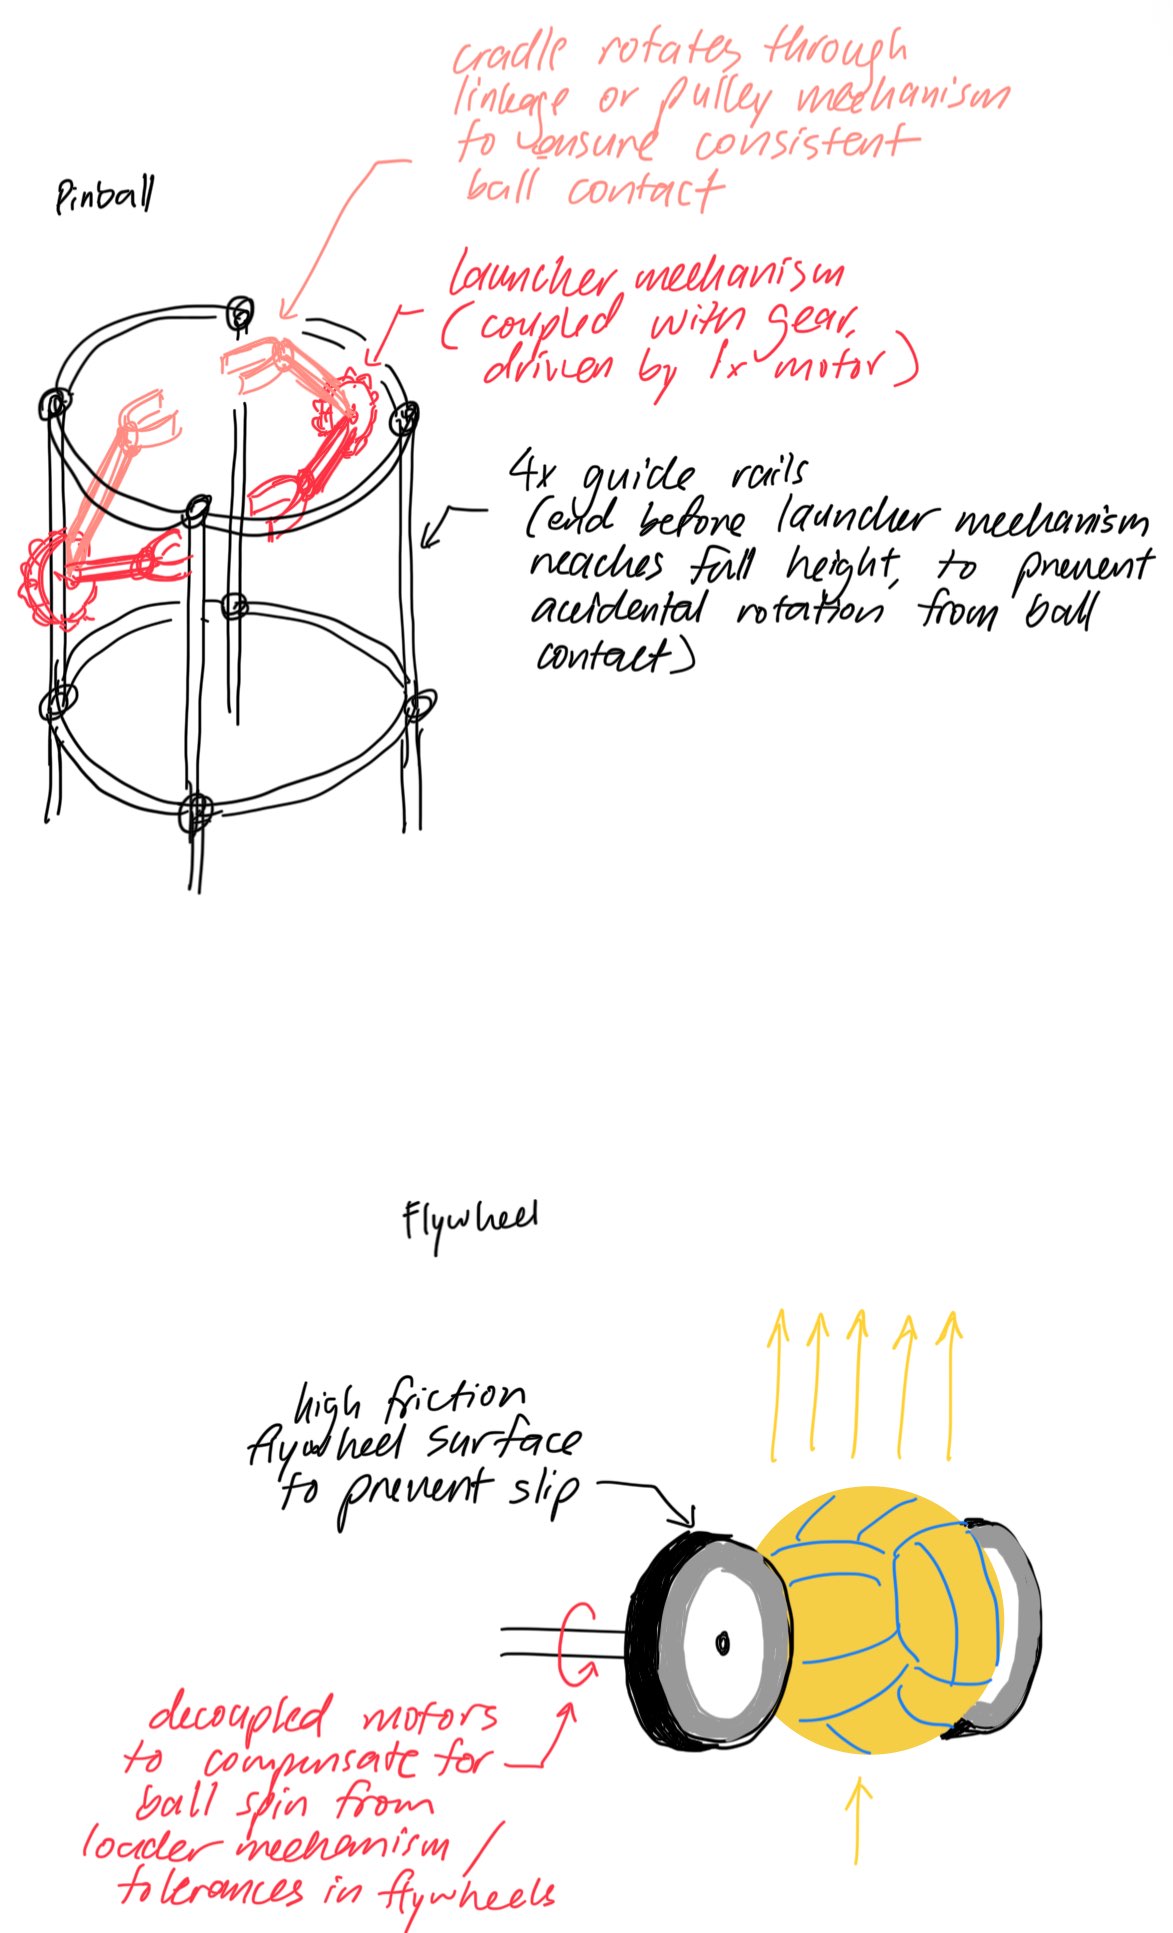 cradle rotates through
linkage or pulley mechanism
to ensure consistent
ball contact
Pinball
launcher mechanism
(coupled with gear,
driven by 1x motor)
4x guide rails
(end before launcher mechanism
reaches full height, to prevent
accidental rotation from ball
contact)
Flywheel
high friction
flywheel surface
to prevent slip
decoupled motors
to compensate for
ball spin from
loader mechanism /
tolerances in flywheels